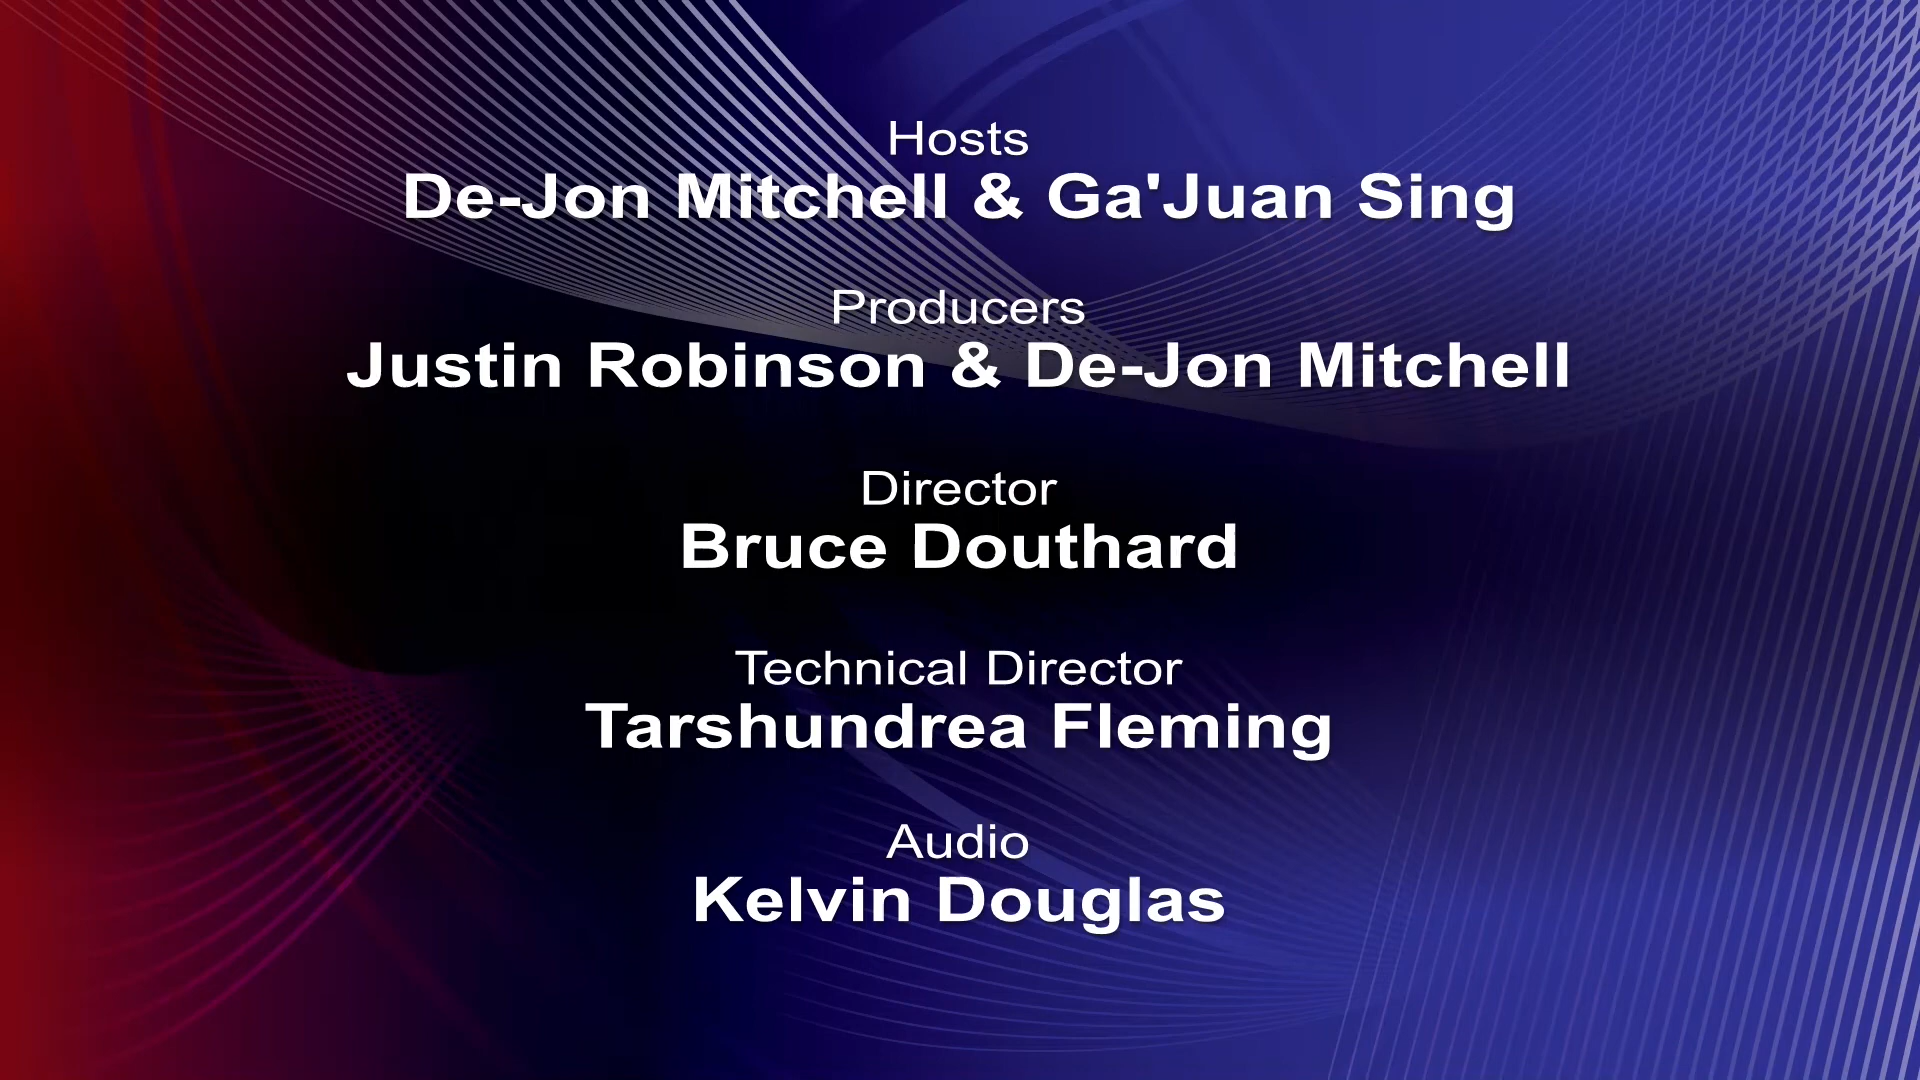 Hosts
De-Jon Mitchell & Ga'Juan Sing
Producers
Justin Robinson & De-Jon Mitchell
Director
Bruce Douthard
Technical Director
Tarshundrea Fleming
Audio
Kelvin Douglas